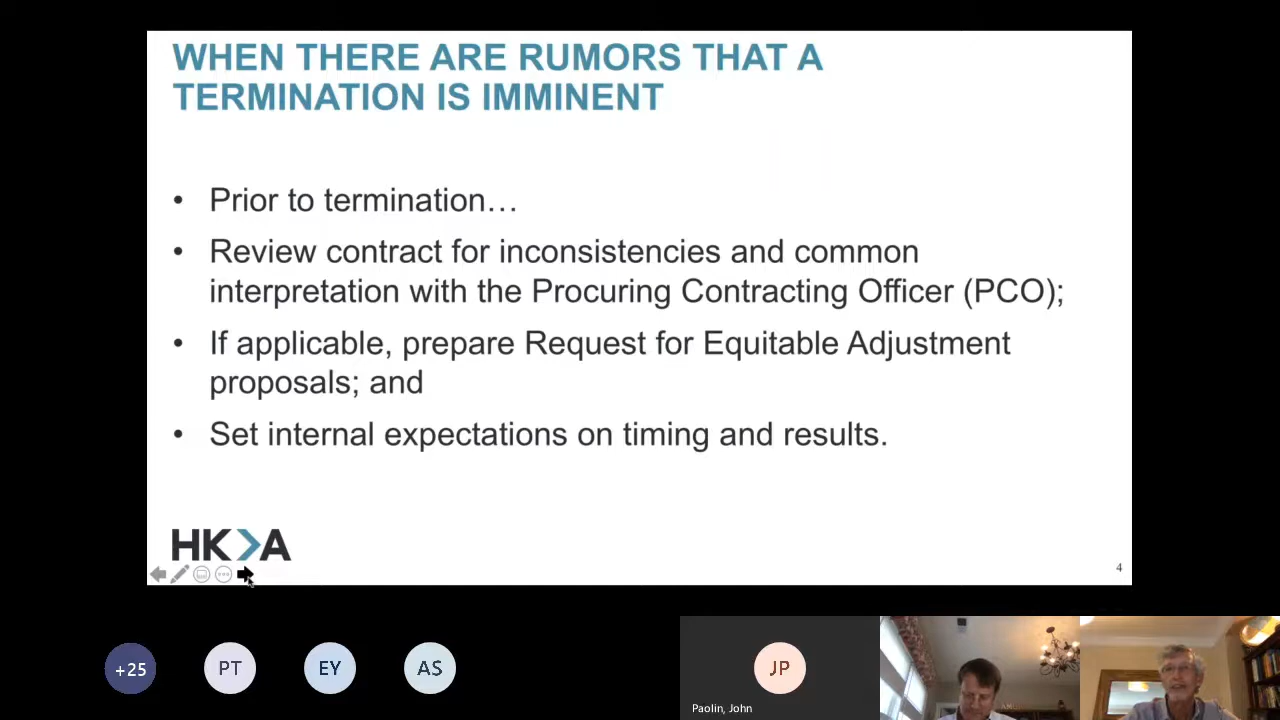 WHEN THERE ARE RUMORS THAT A
TERMINATION IS IMMINENT
• Prior to termination…
• Review contract for inconsistencies and common
interpretation with the Procuring Contracting Officer (PCO);
• If applicable, prepare Request for Equitable Adjustment
proposals; and
• Set internal expectations on timing and results.
HKA
4
+25
PT
EY
AS
JP
Paolin, John